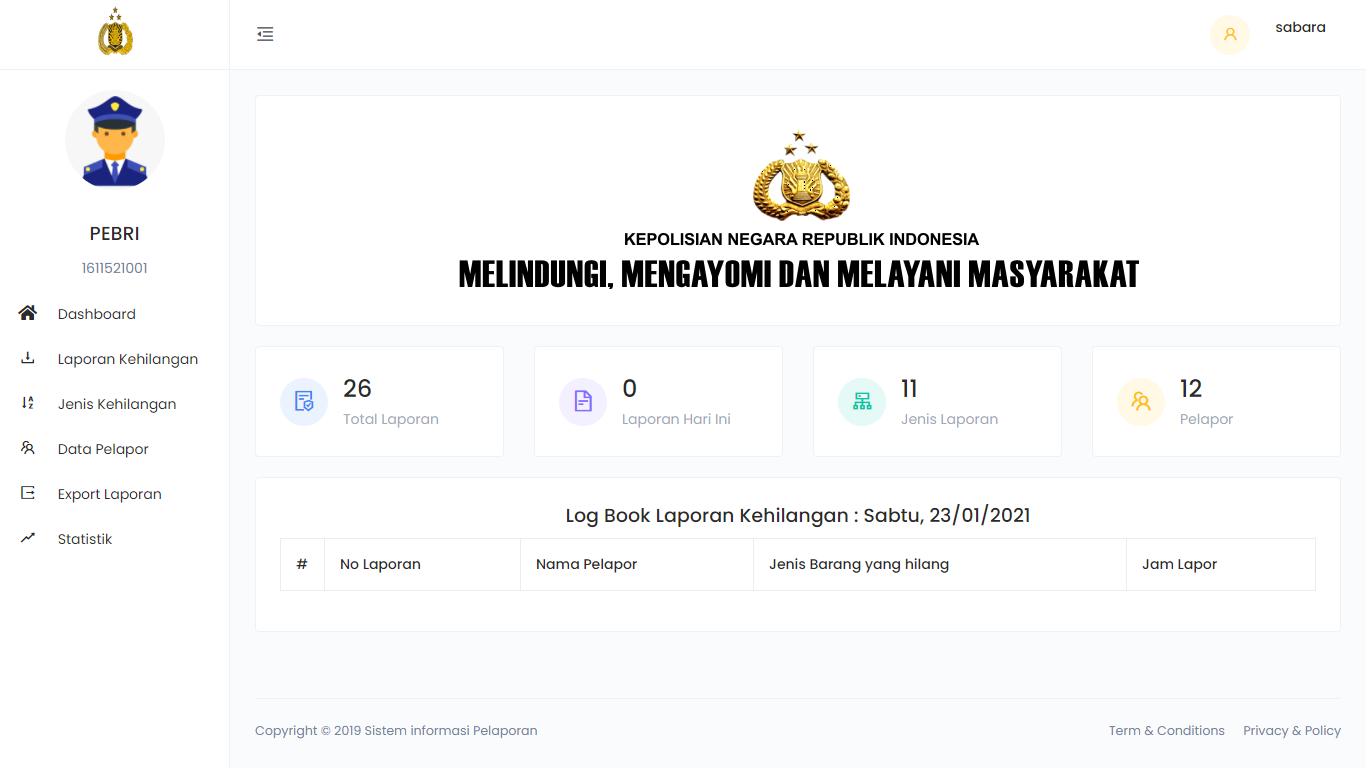 sabara
PEBRI
1611521001
Dashboard
Laporan Kehilangan
Jenis Kehilangan
Data Pelapor
Export Laporan
Statistik
KEPOLISIAN NEGARA REPUBLIK INDONESIA
MELINDUNGI, MENGAYOMI DAN MELAYANI MASYARAKAT
26
Total Laporan
0
Laporan Hari Ini
11
Jenis Laporan
12
Pelapor
Log Book Laporan Kehilangan : Sabtu, 23/01/2021
# No Laporan Nama Pelapor Jenis Barang yang hilang Jam Lapor
Copyright © 2019 Sistem informasi Pelaporan
Term & Conditions Privacy & Policy